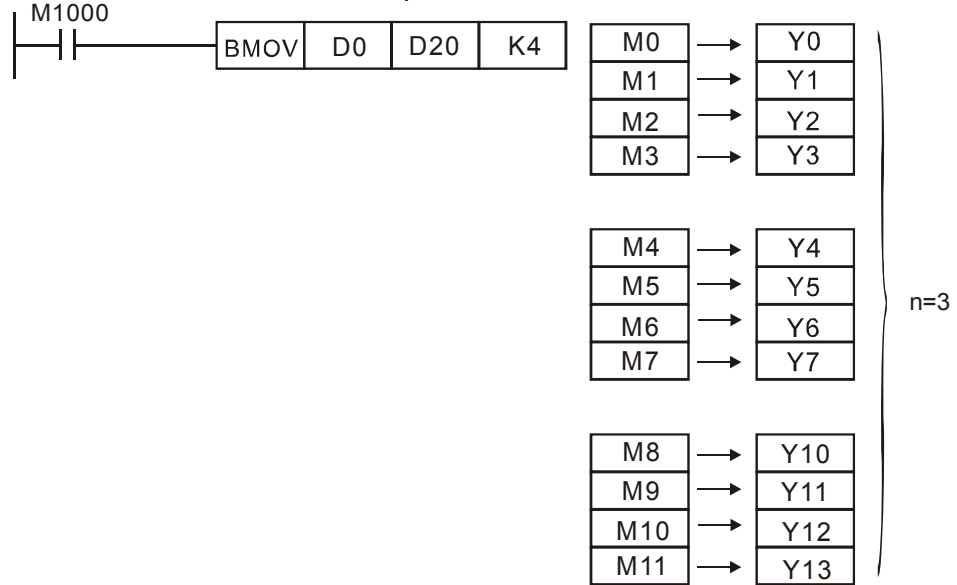 M1000
BMOV D0 D20 K4
M0 → Y0
M1 → Y1
M2 → Y2
M3 → Y3
M4 → Y4
M5 → Y5
M6 → Y6
M7 → Y7
n=3
M8 → Y10
M9 → Y11
M10 → Y12
M11 → Y13